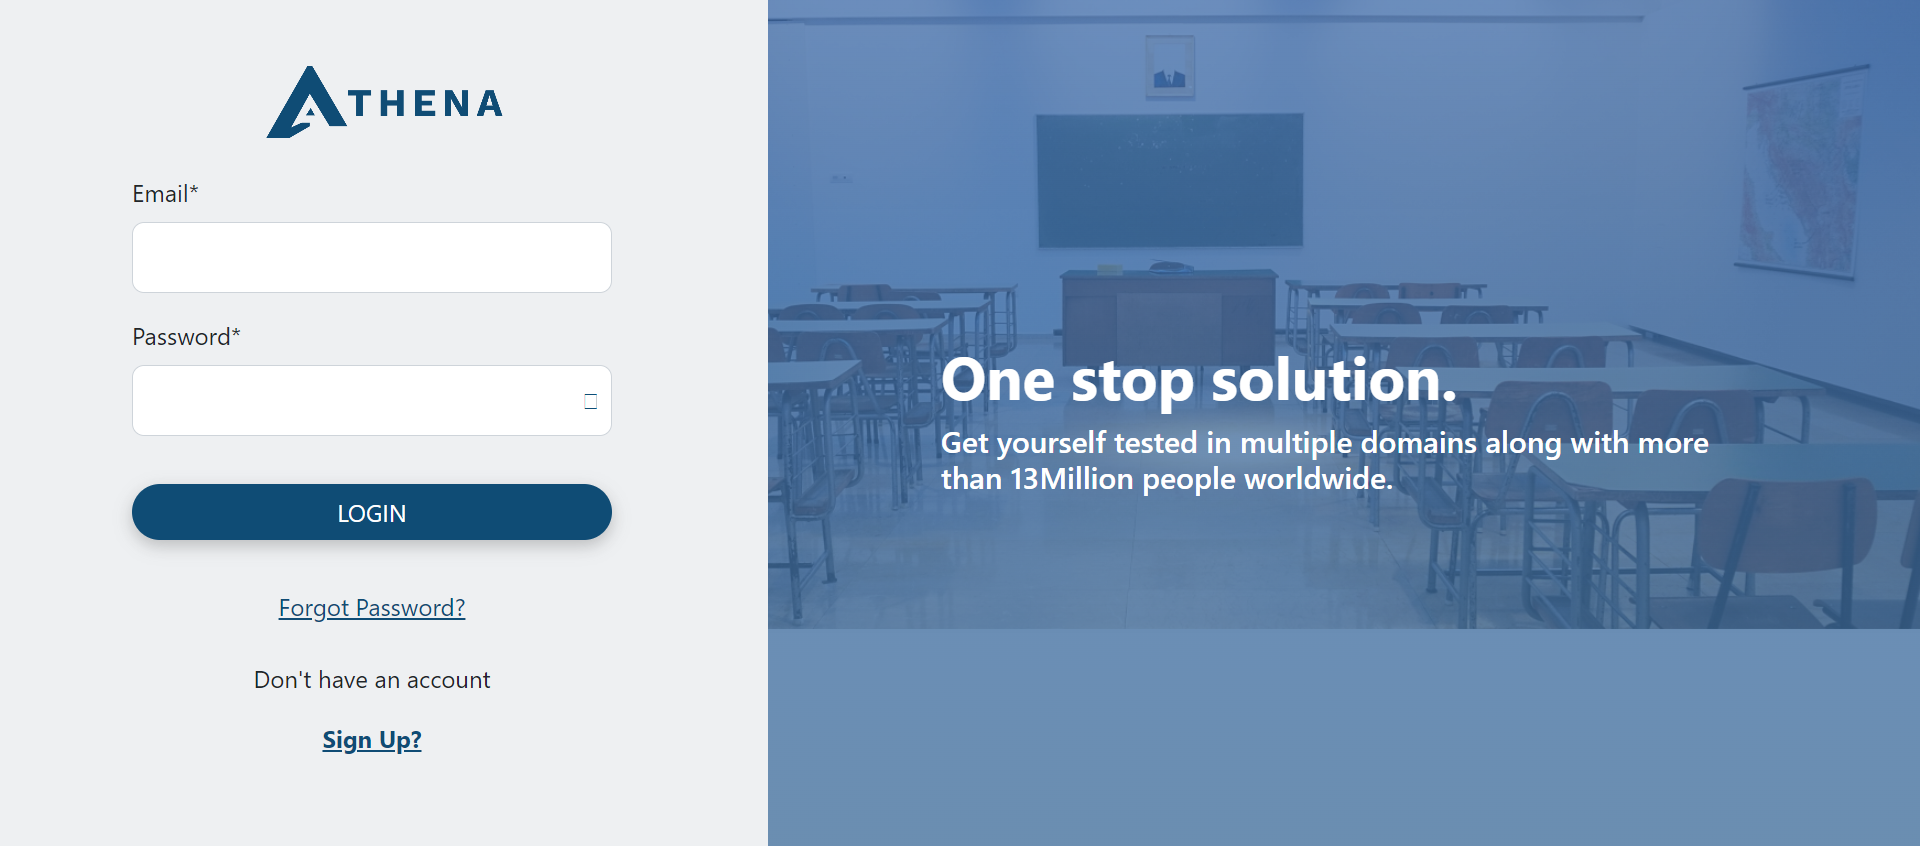 ATHENA
Email*
Password*
LOGIN
Forgot Password?
Don't have an account
Sign Up?
One stop solution.
Get yourself tested in multiple domains along with more
than 13Million people worldwide.